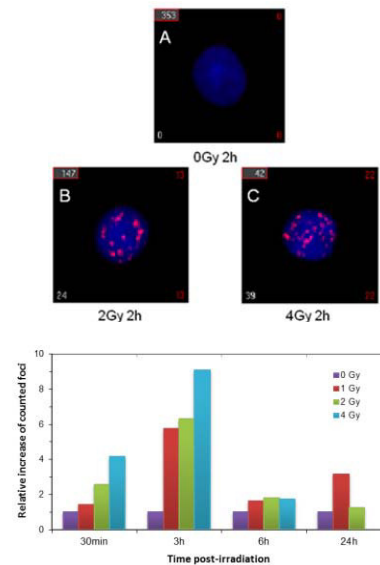 353
A
0
0Gy 2h
147
B
24
2Gy 2h
42 22
C
39 22
4Gy 2h
Relative increase of counted foci
10
8
6
4
2
0
0 Gy
1 Gy
2 Gy
4 Gy
30min 3h 6h 24h
Time post-irradiation